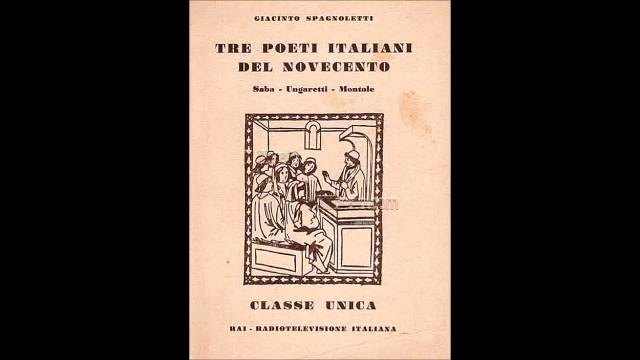 GIACINTO SPAGNOLETTI
TRE POETI ITALIANI
DEL NOVECENTO
Saba - Ungaretti - Montale
CLASSE UNICA
RAI - RADIOTELEVISIONE ITALIANA